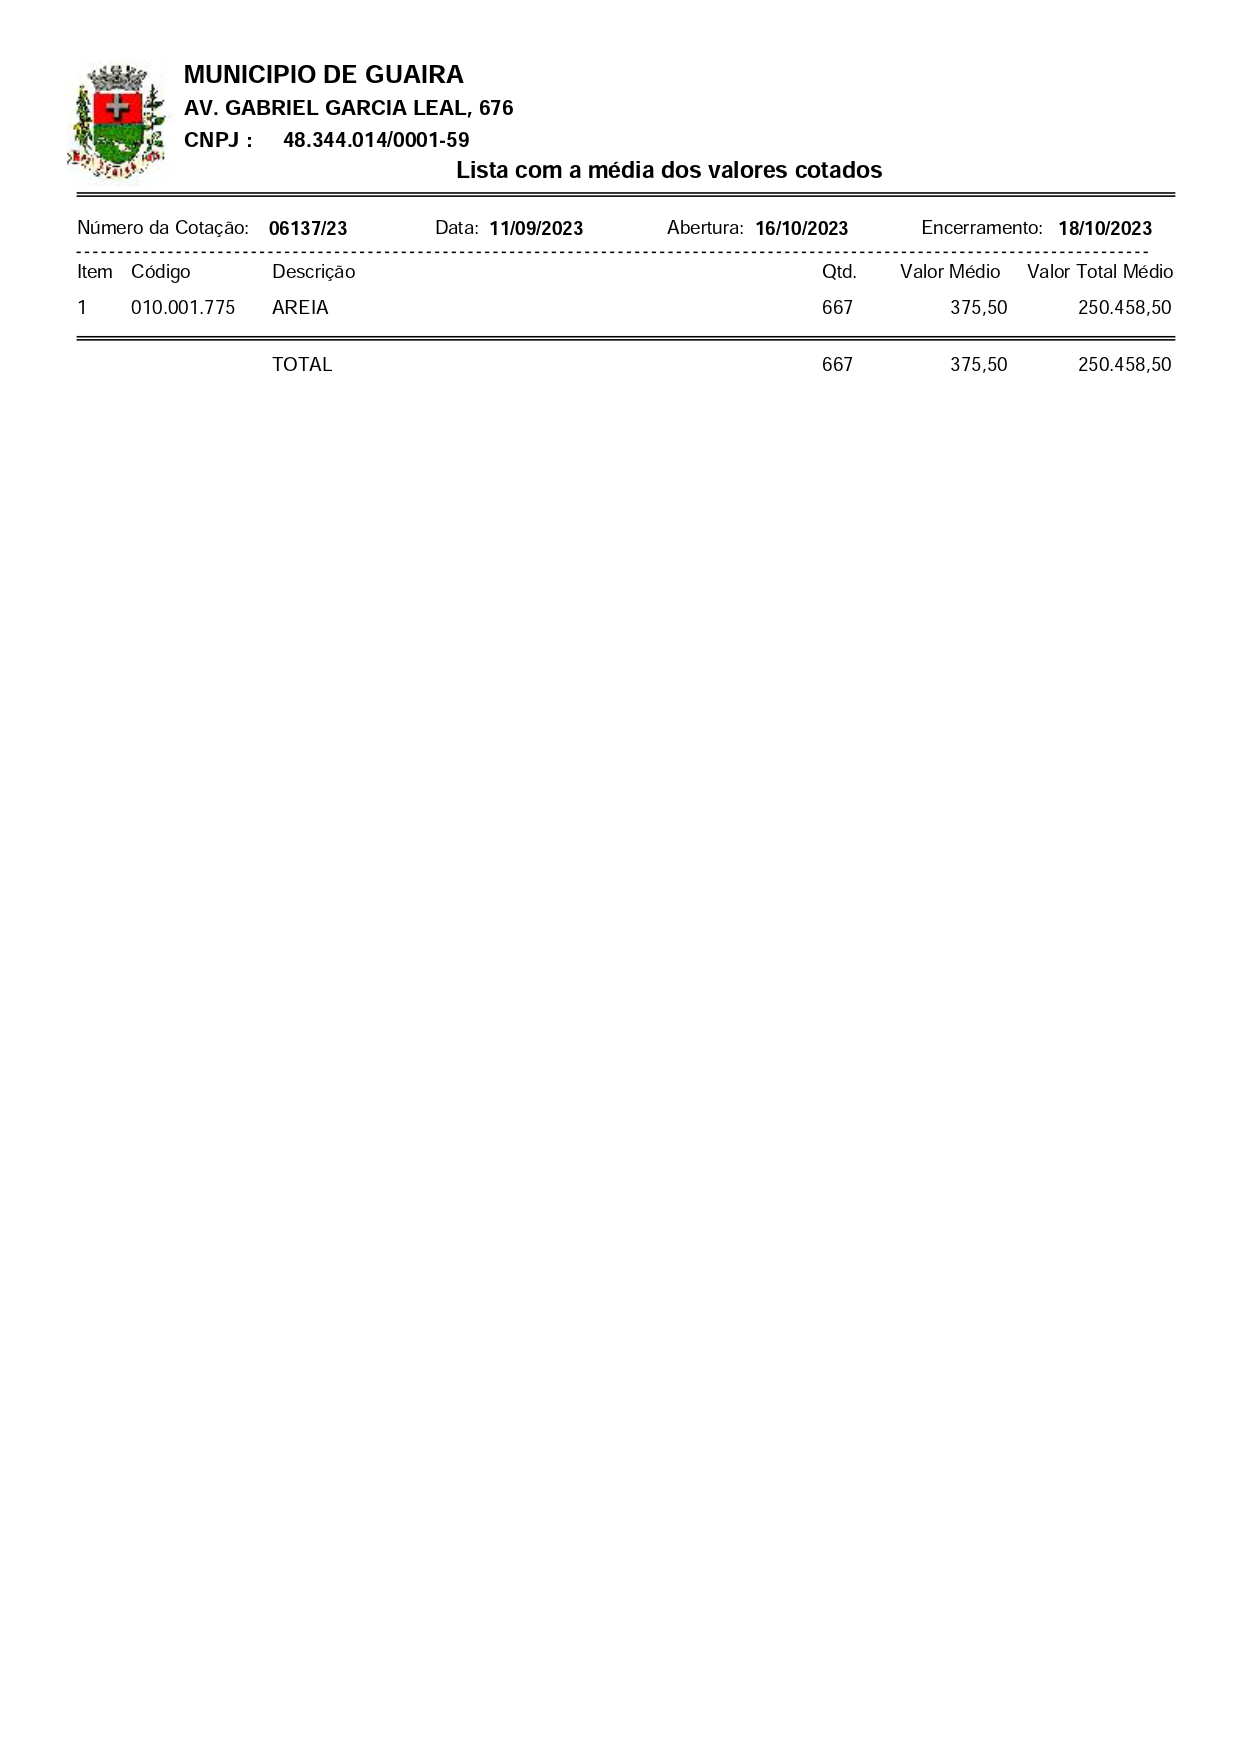 MUNICIPIO DE GUAIRA
AV. GABRIEL GARCIA LEAL, 676
CNPJ : 48.344.014/0001-59
Lista com a média dos valores cotados
Número da Cotação: 06137/23 Data: 11/09/2023 Abertura: 16/10/2023 Encerramento: 18/10/2023
Item Código Descrição Qtd. Valor Médio Valor Total Médio
1 010.001.775 AREIA 667 375,50 250.458,50
TOTAL 667 375,50 250.458,50